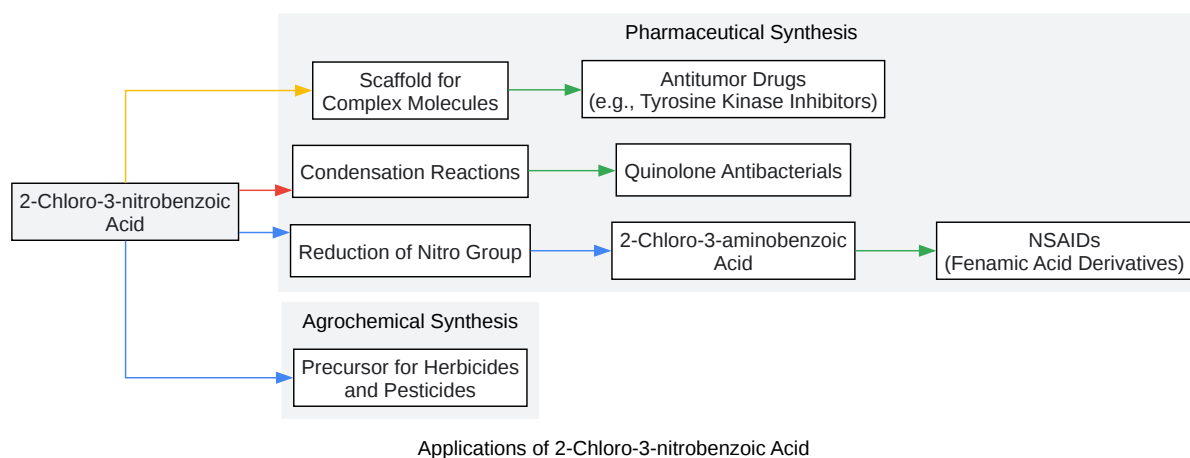 Pharmaceutical Synthesis
Scaffold for
Complex Molecules
Antitumor Drugs
(e.g., Tyrosine Kinase Inhibitors)
Condensation Reactions
Quinolone Antibacterials
2-Chloro-3-nitrobenzoic
Acid
Reduction of Nitro Group
2-Chloro-3-aminobenzoic
Acid
NSAIDs
(Fenamic Acid Derivatives)
Agrochemical Synthesis
Precursor for Herbicides
and Pesticides
Applications of 2-Chloro-3-nitrobenzoic Acid